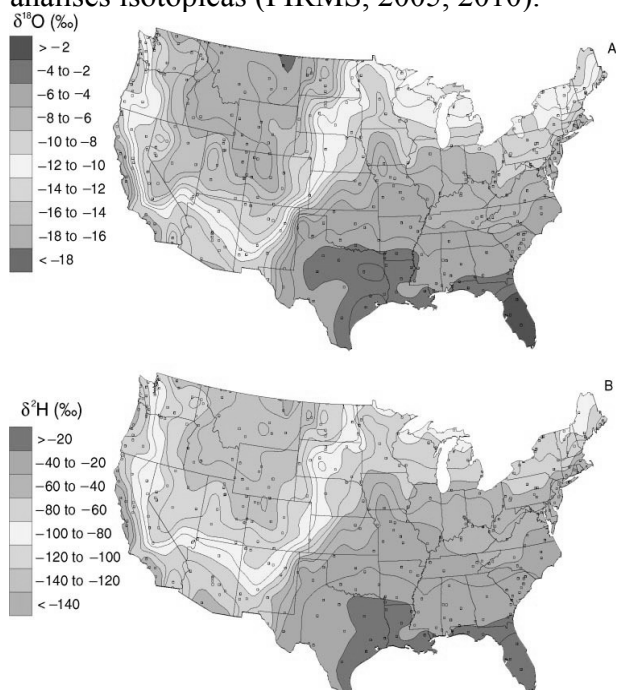 análises isotópicas (FIRMS, 2005, 2010).
δ¹⁸O (‰)
A
> −2
−4 to −2
−6 to −4
−8 to −6
−10 to −8
−12 to −10
−14 to −12
−16 to −14
−18 to −16
< −18
B
δ²H (‰)
>−20
−40 to −20
−60 to −40
−80 to −60
−100 to −80
−120 to −100
−140 to −120
< −140